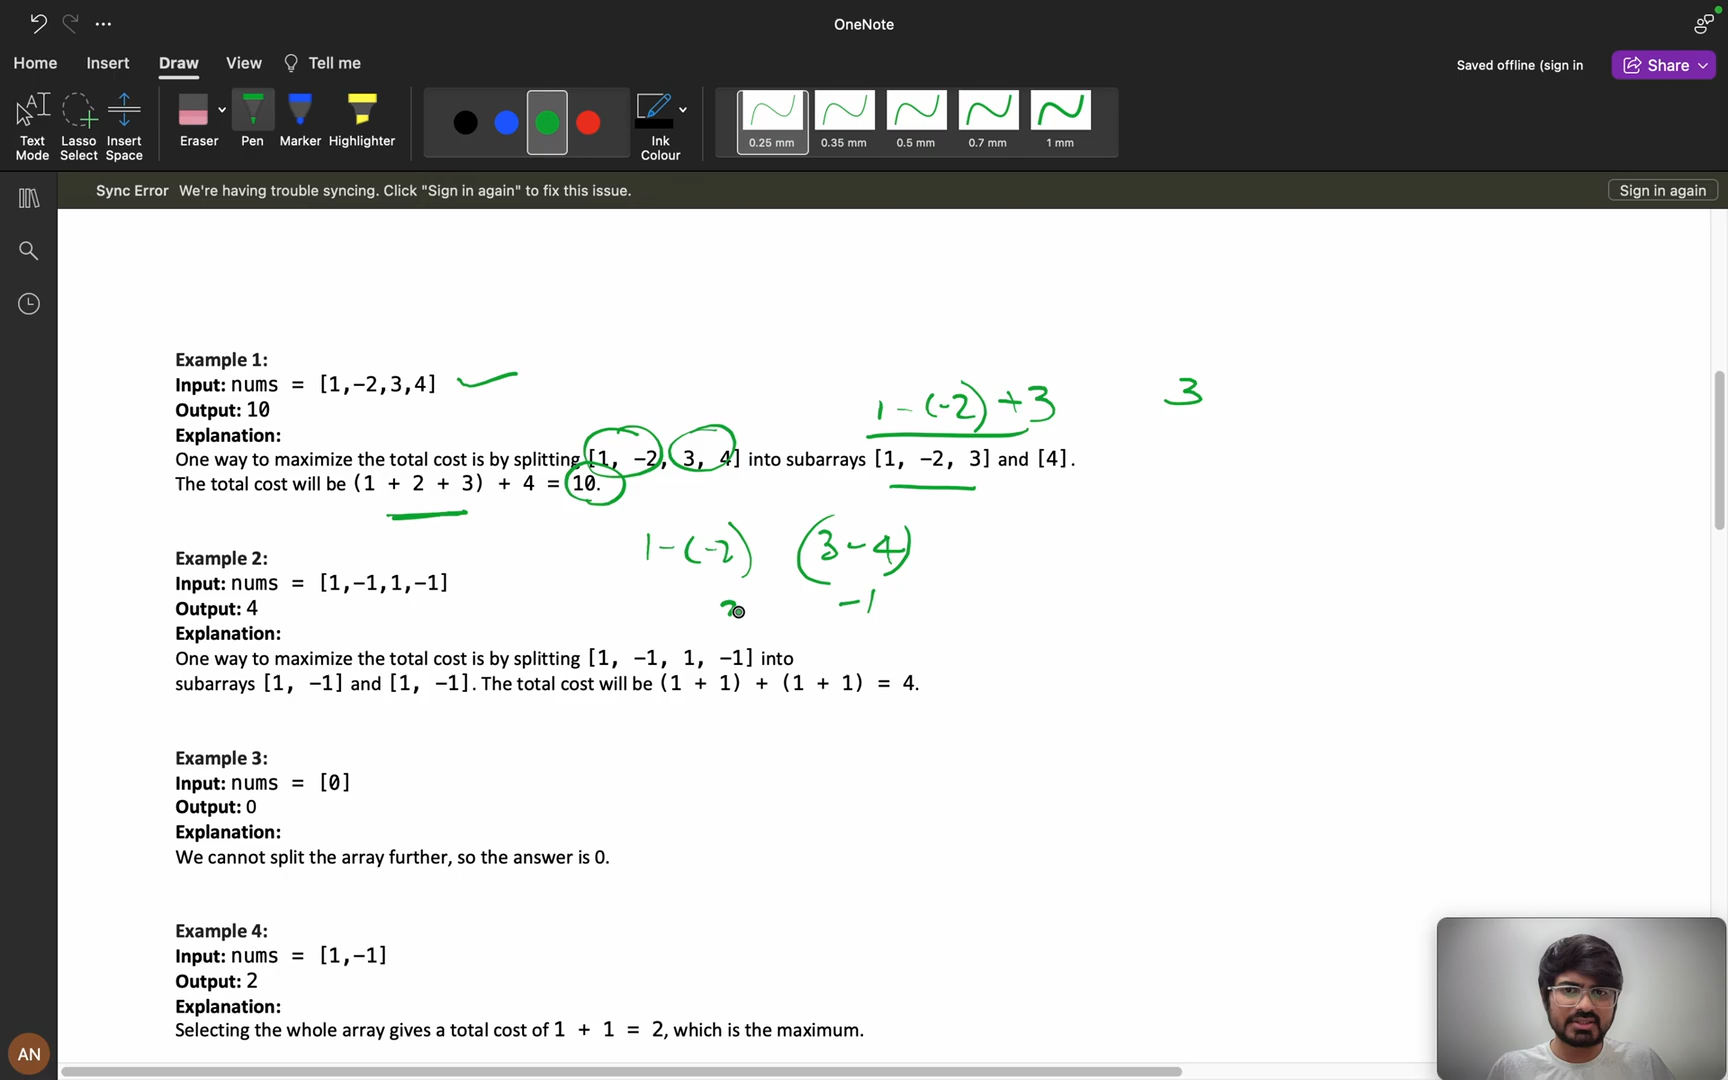 OneNote
Home Insert Draw View Tell me
Saved offline (sign in
Share
Text Mode
Lasso Select
Insert Space
Eraser
Pen
Marker
Highlighter
Ink Colour
0.25 mm
0.35 mm
0.5 mm
0.7 mm
1 mm
Sync Error We're having trouble syncing. Click "Sign in again" to fix this issue.
Sign in again
Example 1:
Input: nums = [1,-2,3,4]
1 - (-2) + 3
3
Output: 10
Explanation:
One way to maximize the total cost is by splitting [1, -2, 3, 4] into subarrays [1, -2, 3] and [4].
The total cost will be (1 + 2 + 3) + 4 = 10.
1 - (-2) (3 - 4)
-1
Example 2:
Input: nums = [1,-1,1,-1]
Output: 4
Explanation:
One way to maximize the total cost is by splitting [1, -1, 1, -1] into
subarrays [1, -1] and [1, -1]. The total cost will be (1 + 1) + (1 + 1) = 4.
Example 3:
Input: nums = [0]
Output: 0
Explanation:
We cannot split the array further, so the answer is 0.
Example 4:
Input: nums = [1,-1]
Output: 2
Explanation:
Selecting the whole array gives a total cost of 1 + 1 = 2, which is the maximum.
AN